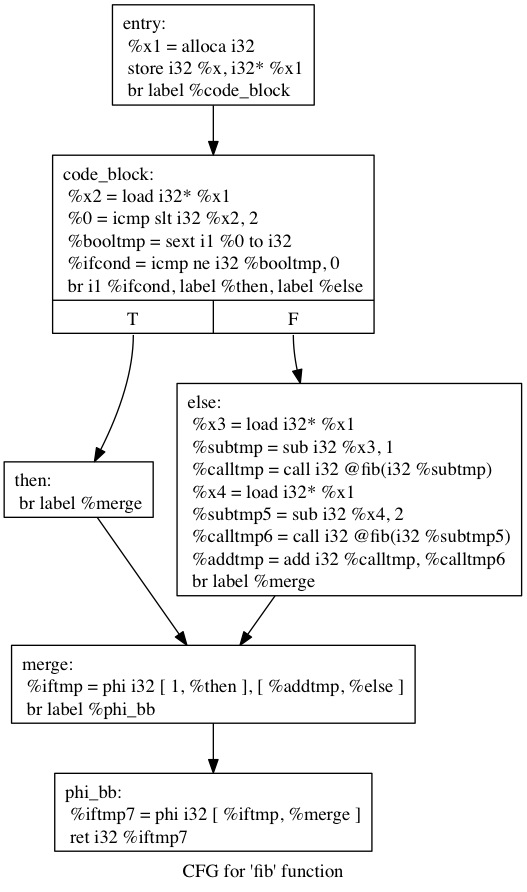 entry:
%x1 = alloca i32
store i32 %x, i32* %x1
br label %code_block
code_block:
%x2 = load i32* %x1
%0 = icmp slt i32 %x2, 2
%booltmp = sext i1 %0 to i32
%ifcond = icmp ne i32 %booltmp, 0
br i1 %ifcond, label %then, label %else
T
F
else:
%x3 = load i32* %x1
%subtmp = sub i32 %x3, 1
%calltmp = call i32 @fib(i32 %subtmp)
%x4 = load i32* %x1
%subtmp5 = sub i32 %x4, 2
%calltmp6 = call i32 @fib(i32 %subtmp5)
%addtmp = add i32 %calltmp, %calltmp6
br label %merge
then:
br label %merge
merge:
%iftmp = phi i32 [ 1, %then ], [ %addtmp, %else ]
br label %phi_bb
phi_bb:
%iftmp7 = phi i32 [ %iftmp, %merge ]
ret i32 %iftmp7
CFG for 'fib' function